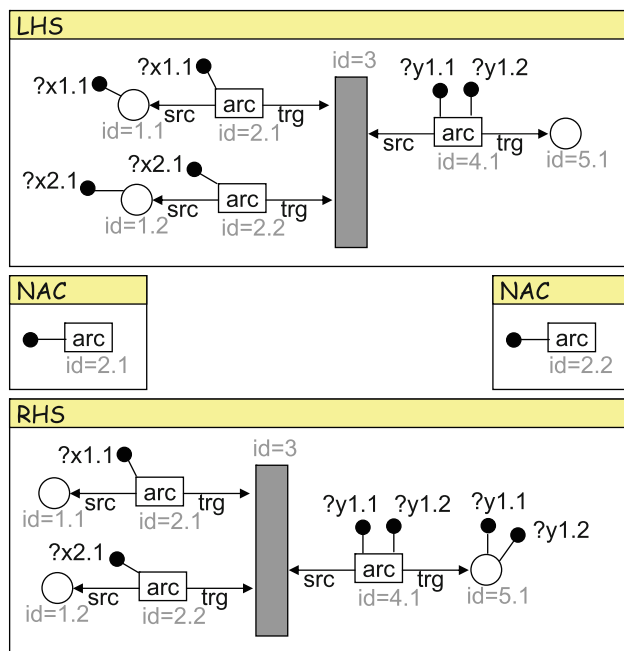 LHS
id=3
?x1.1
?x1.1
arc
src
trg
id=1.1
id=2.1
?y1.1
?y1.2
arc
src
trg
id=4.1
id=5.1
?x2.1
?x2.1
arc
src
trg
id=1.2
id=2.2
NAC
arc
id=2.1
NAC
arc
id=2.2
RHS
id=3
?x1.1
arc
src
trg
id=1.1
id=2.1
?y1.1
?y1.2
?y1.1
?y1.2
arc
src
trg
id=4.1
id=5.1
?x2.1
arc
src
trg
id=1.2
id=2.2